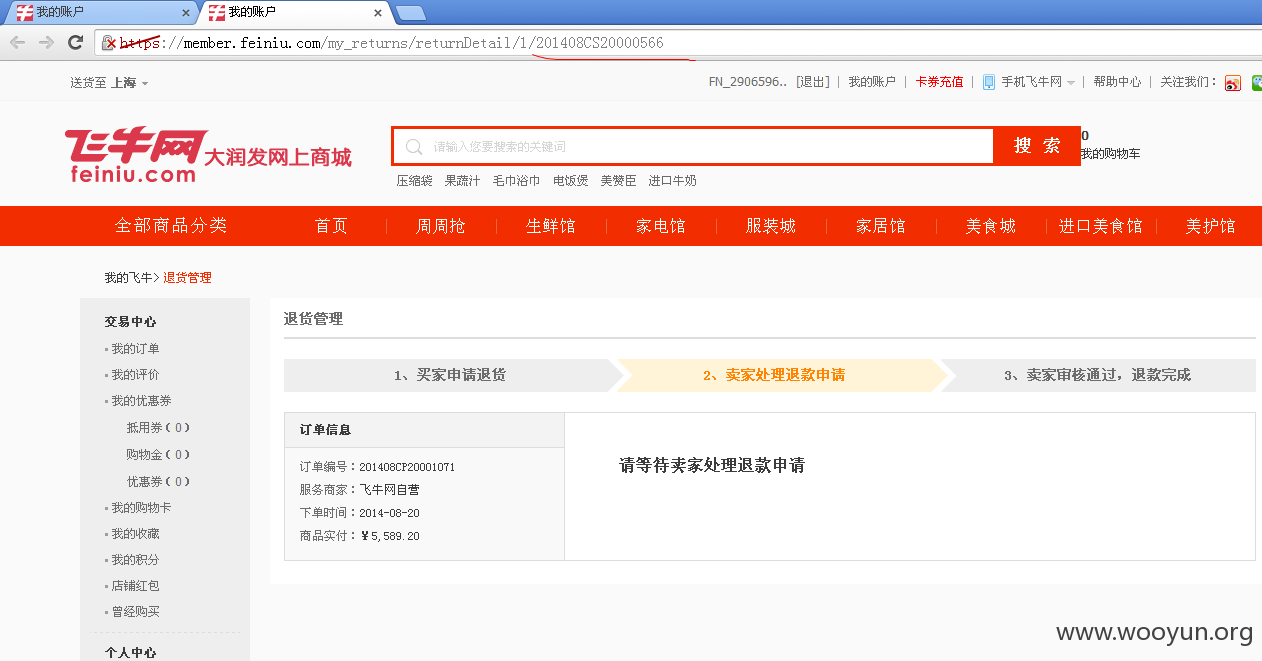 我的账户 我的账户
https://member.feiniu.com/my_returns/returnDetail/1/201408CS20000566
送货至 上海 FN_2906596.. [退出] 我的账户 卡券充值 手机飞牛网 帮助中心 关注我们：
飞牛网 大润发网上商城
feiniu.com
请输入您要搜索的关键词 搜 索 0
我的购物车
压缩袋 果蔬汁 毛巾浴巾 电饭煲 美赞臣 进口牛奶
全部商品分类 首页 周周抢 生鲜馆 家电馆 服装城 家居馆 美食城 进口美食馆 美护馆
我的飞牛> 退货管理
交易中心
我的订单
我的评价
我的优惠券
抵用券（0）
购物金（0）
优惠券（0）
我的购物卡
我的收藏
我的积分
店铺红包
曾经购买
个人中心
退货管理
1、买家申请退货 2、卖家处理退款申请 3、卖家审核通过，退款完成
订单信息
订单编号：201408CP20001071
服务商家：飞牛网自营
下单时间：2014-08-20
商品实付：¥5,589.20
请等待卖家处理退款申请
www.wooyun.org